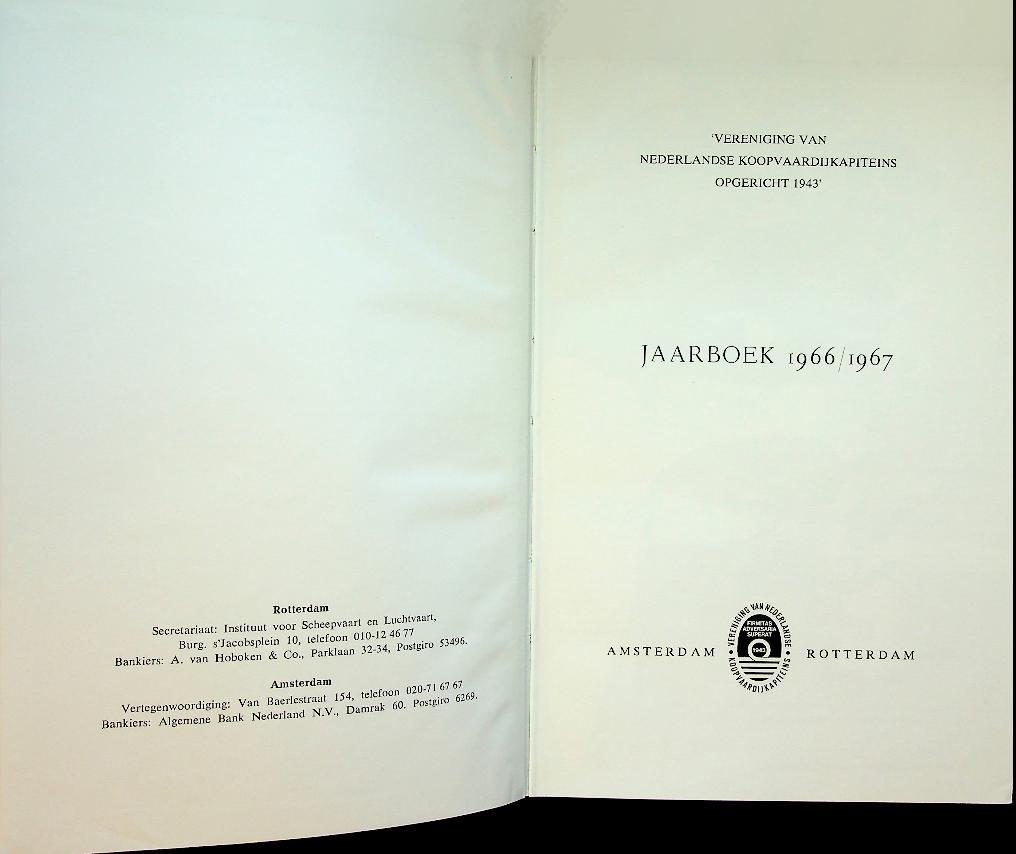 Rotterdam
Secretariaat: Instituut voor Scheepvaart en Luchtvaart,
Burg. s'Jacobsplein 10, telefoon 010-12 46 77
Bankiers: A. van Hoboken & Co., Parklaan 32-34, Postgiro 53496.
Amsterdam
Vertegenwoordiging: Van Baerlestraat 154, telefoon 020-71 67 67
Bankiers: Algemene Bank Nederland N.V., Damrak 60. Postgiro 6269.
'VERENIGING VAN
NEDERLANDSE KOOPVAARDIJKAPITEINS
OPGERICHT 1943'
JAARBOEK 1966/1967
AMSTERDAM
VERENIGING VAN NEDERLANDSE
KOOPVAARDIJKAPITEINS
FIRMITAS
ADVERSARIA
SUPERAT
1943
ROTTERDAM